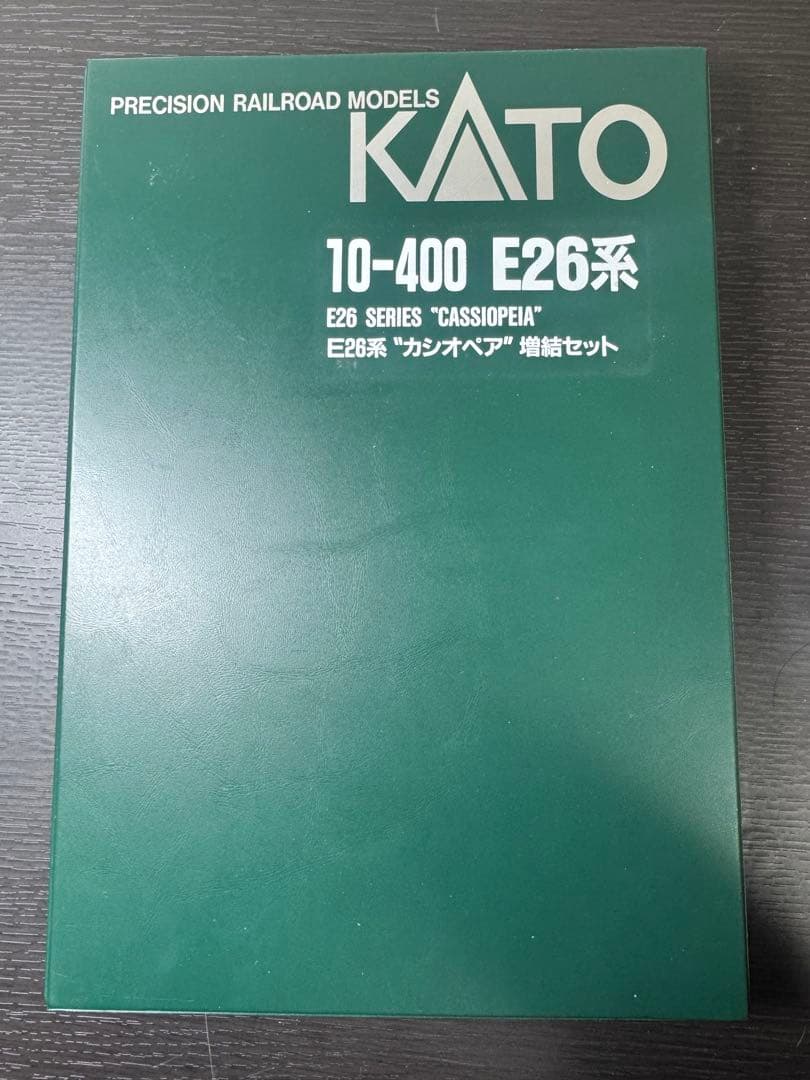 PRECISION RAILROAD MODELS
KATO
10-400 E26系
E26 SERIES "CASSIOPEIA"
E26系 "カシオペア" 増結セット